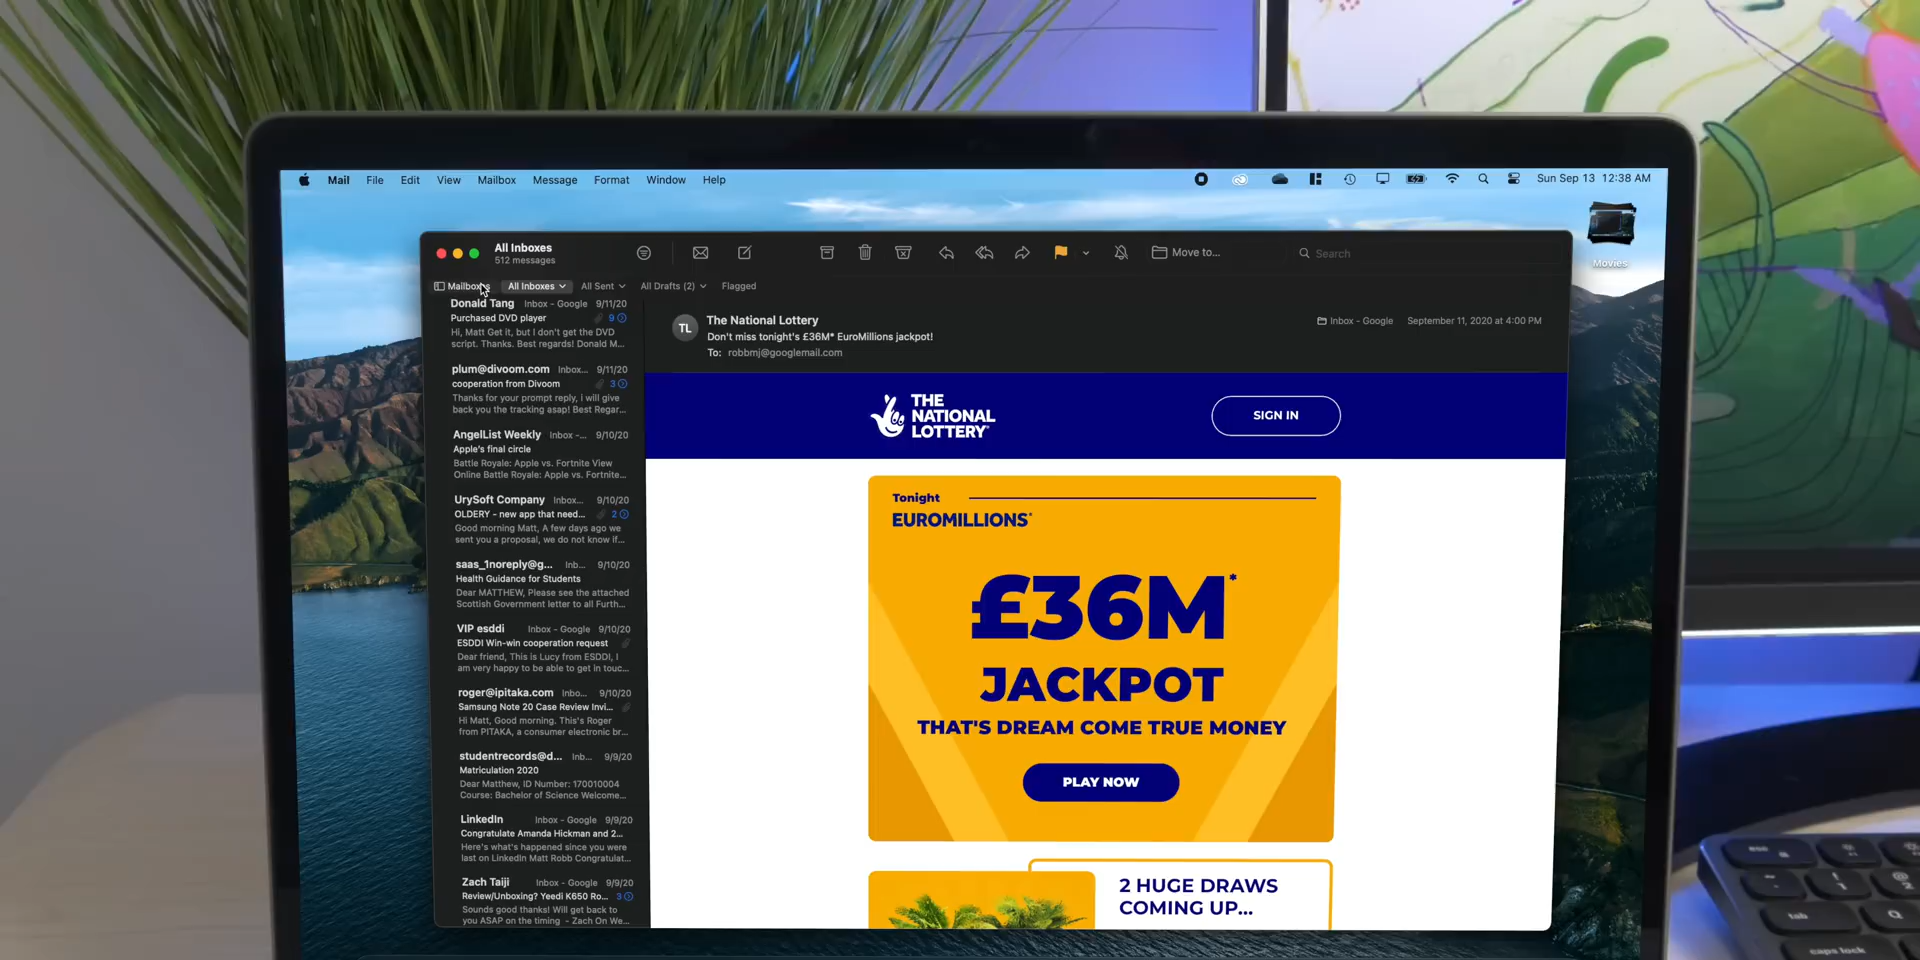 Mail File Edit View Mailbox Message Format Window Help
Sun Sep 13 12:38 AM
Movies
All Inboxes
512 messages
Move to...
Search
Mailboxes All Inboxes All Sent All Drafts (2) Flagged
Donald Tang Inbox - Google 9/11/20
Purchased DVD player 9
Hi, Matt Get it, but I don't get the DVD
script. Thanks. Best regards! Donald M...
plum@divoom.com Inbox... 9/11/20
cooperation from Divoom 3
Thanks for your prompt reply, i will give
back you the tracking asap! Best Regar...
AngelList Weekly Inbox -... 9/10/20
Apple's final circle
Battle Royale: Apple vs. Fortnite View
Online Battle Royale: Apple vs. Fortnite...
UrySoft Company Inbox... 9/10/20
OLDERY - new app that need... 2
Good morning Matt, A few days ago we
sent you a proposal, we do not know if...
saas_1noreply@g... Inb... 9/10/20
Health Guidance for Students
Dear MATTHEW, Please see the attached
Scottish Government letter to all Furth...
VIP esddi Inbox - Google 9/10/20
ESDDI Win-win cooperation request
Dear friend, This is Lucy from ESDDI, I
am very happy to be able to get in touc...
roger@ipitaka.com Inbo... 9/10/20
Samsung Note 20 Case Review Invi...
Hi Matt, Good morning. This's Roger
from PITAKA, a consumer electronic br...
studentrecords@d... Inb... 9/9/20
Matriculation 2020
Dear Matthew, ID Number: 170010004
Course: Bachelor of Science Welcome...
LinkedIn Inbox - Google 9/9/20
Congratulate Amanda Hickman and 2...
Here's what's happened since you were
last on LinkedIn Matt Robb Congratulat...
Zach Taiji Inbox - Google 9/9/20
Review/Unboxing? Yeedi K650 Ro... 3
Sounds good thanks! Will get back to
you ASAP on the timing - Zach On We...
TL
The National Lottery
Inbox - Google September 11, 2020 at 4:00 PM
Don't miss tonight's £36M* EuroMillions jackpot!
To: robbmj@googlemail.com
THE
NATIONAL
LOTTERY
SIGN IN
Tonight
EUROMILLIONS*
£36M*
JACKPOT
THAT'S DREAM COME TRUE MONEY
PLAY NOW
2 HUGE DRAWS
COMING UP...
esc
tab
Q
caps lock